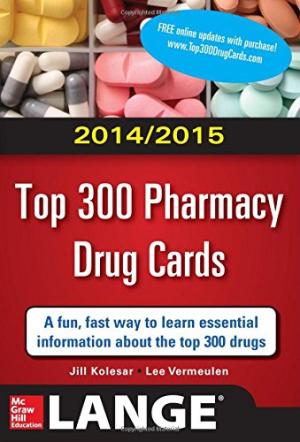 FREE online updates with purchase!
www.Top300DrugCards.com
2014/2015
Top 300 Pharmacy
Drug Cards
A fun, fast way to learn essential
information about the top 300 drugs
Jill Kolesar • Lee Vermeulen
Mc
Graw
Hill
Education
LANGE®